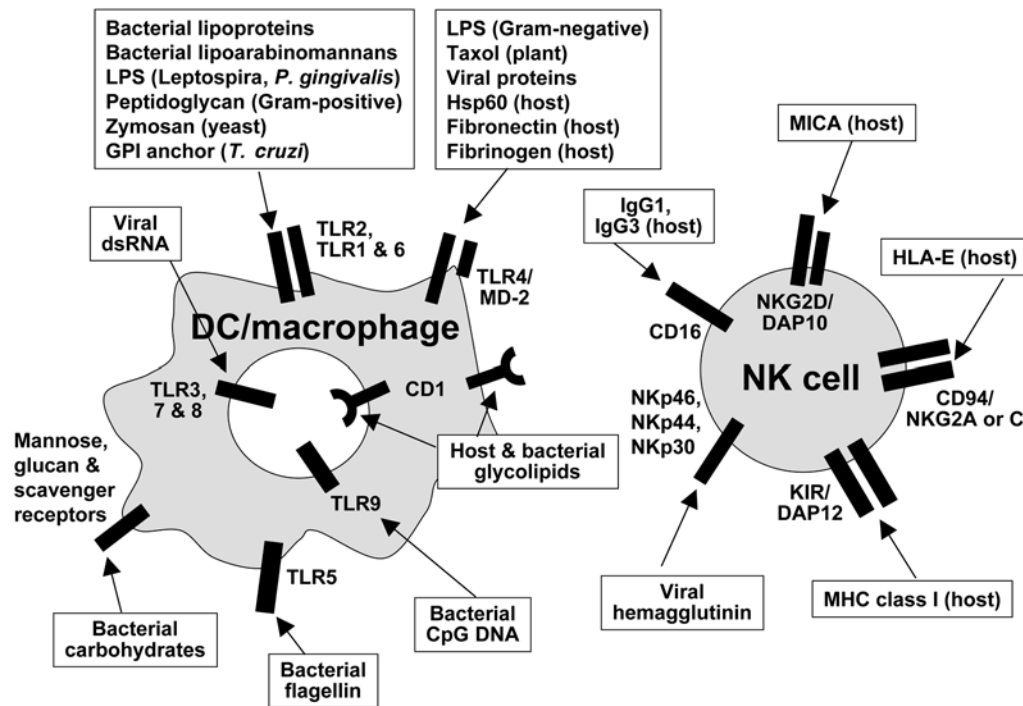 Bacterial lipoproteins
Bacterial lipoarabinomannans
LPS (Leptospira, P. gingivalis)
Peptidoglycan (Gram-positive)
Zymosan (yeast)
GPI anchor (T. cruzi)
LPS (Gram-negative)
Taxol (plant)
Viral proteins
Hsp60 (host)
Fibronectin (host)
Fibrinogen (host)
MICA (host)
IgG1,
IgG3 (host)
HLA-E (host)
Viral
dsRNA
TLR2,
TLR1 & 6
TLR4/
MD-2
DC/macrophage
TLR3,
7 & 8
CD1
Host & bacterial
glycolipids
TLR9
Mannose,
glucan &
scavenger
receptors
TLR5
Bacterial
carbohydrates
Bacterial
flagellin
Bacterial
CpG DNA
CD16
NKG2D/
DAP10
NK cell
CD94/
NKG2A or C
NKp46,
NKp44,
NKp30
KIR/
DAP12
Viral
hemagglutinin
MHC class I (host)